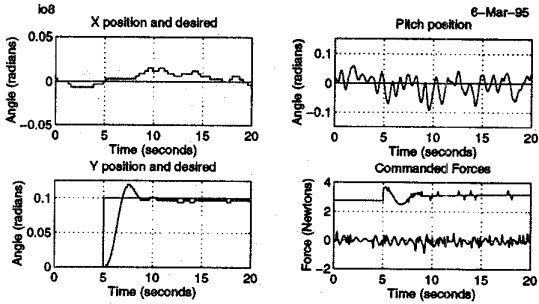 io8
6-Mar-95
X position and desired
Angle (radians)
0.05
0
-0.05
0 5 10 15 20
Time (seconds)
Pitch position
Angle (radians)
0.1
0
-0.1
0 5 10 15 20
Time (seconds)
Y position and desired
Angle (radians)
0.1
0.05
0
0 5 10 15 20
Time (seconds)
Commanded Forces
Force (Newtons)
4
2
0
-2
0 5 10 15 20
Time (seconds)